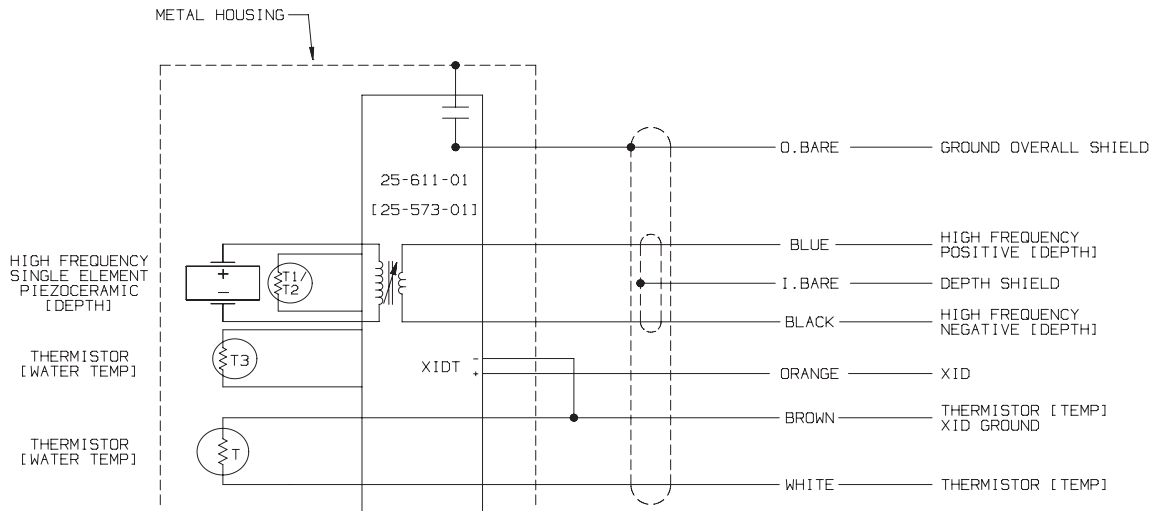 METAL HOUSING
O.BARE
GROUND OVERALL SHIELD
25-611-01
[25-573-01]
HIGH FREQUENCY
SINGLE ELEMENT
PIEZOCERAMIC
[DEPTH]
+
−
T1/
T2
BLUE
HIGH FREQUENCY
POSITIVE [DEPTH]
I.BARE
DEPTH SHIELD
BLACK
HIGH FREQUENCY
NEGATIVE [DEPTH]
THERMISTOR
[WATER TEMP]
T3
XIDT
−
+
ORANGE
XID
BROWN
THERMISTOR [TEMP]
XID GROUND
THERMISTOR
[WATER TEMP]
T
WHITE
THERMISTOR [TEMP]